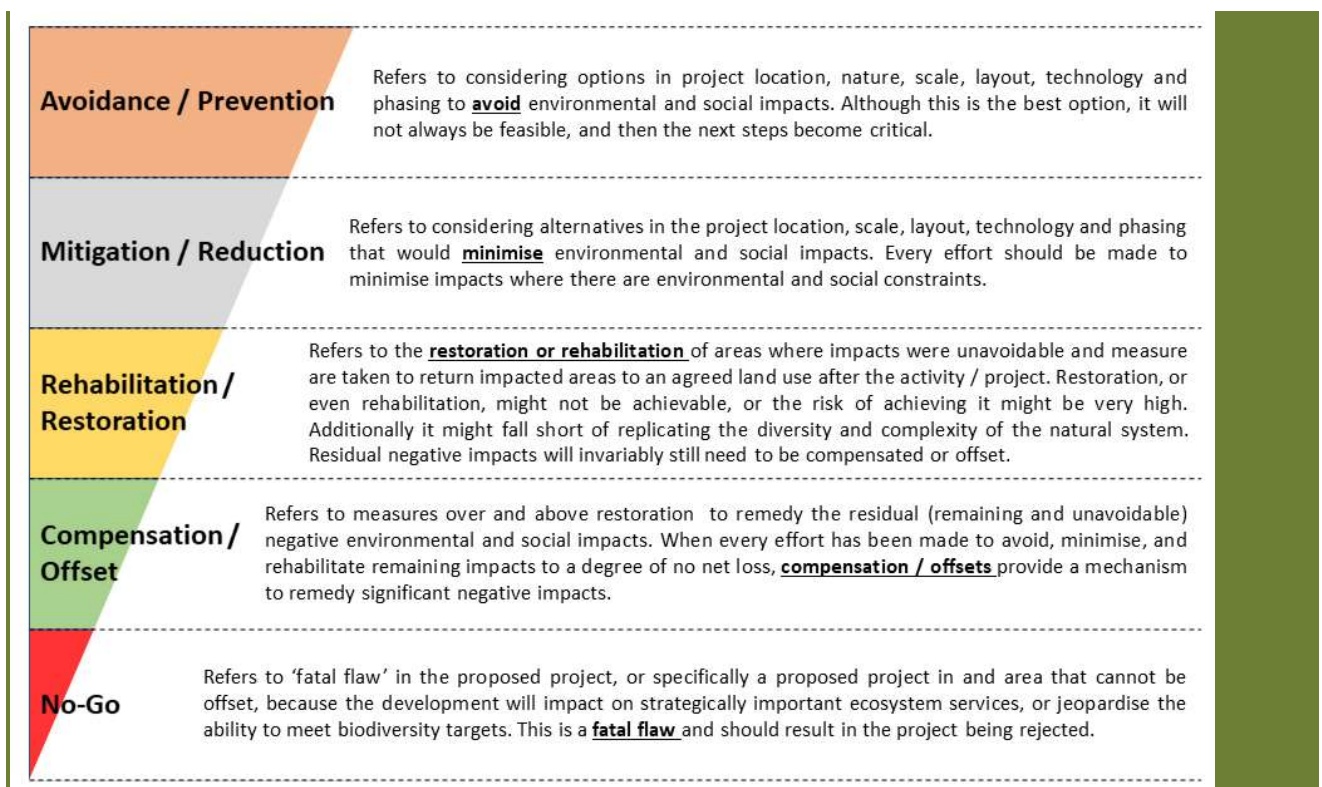 Avoidance / Prevention
Refers to considering options in project location, nature, scale, layout, technology and
phasing to avoid environmental and social impacts. Although this is the best option, it will
not always be feasible, and then the next steps become critical.
Mitigation / Reduction
Refers to considering alternatives in the project location, scale, layout, technology and phasing
that would minimise environmental and social impacts. Every effort should be made to
minimise impacts where there are environmental and social constraints.
Rehabilitation /
Restoration
Refers to the restoration or rehabilitation of areas where impacts were unavoidable and measure
are taken to return impacted areas to an agreed land use after the activity / project. Restoration, or
even rehabilitation, might not be achievable, or the risk of achieving it might be very high.
Additionally it might fall short of replicating the diversity and complexity of the natural system.
Residual negative impacts will invariably still need to be compensated or offset.
Compensation /
Offset
Refers to measures over and above restoration to remedy the residual (remaining and unavoidable)
negative environmental and social impacts. When every effort has been made to avoid, minimise, and
rehabilitate remaining impacts to a degree of no net loss, compensation / offsets provide a mechanism
to remedy significant negative impacts.
No-Go
Refers to ‘fatal flaw’ in the proposed project, or specifically a proposed project in and area that cannot be
offset, because the development will impact on strategically important ecosystem services, or jeopardise the
ability to meet biodiversity targets. This is a fatal flaw and should result in the project being rejected.